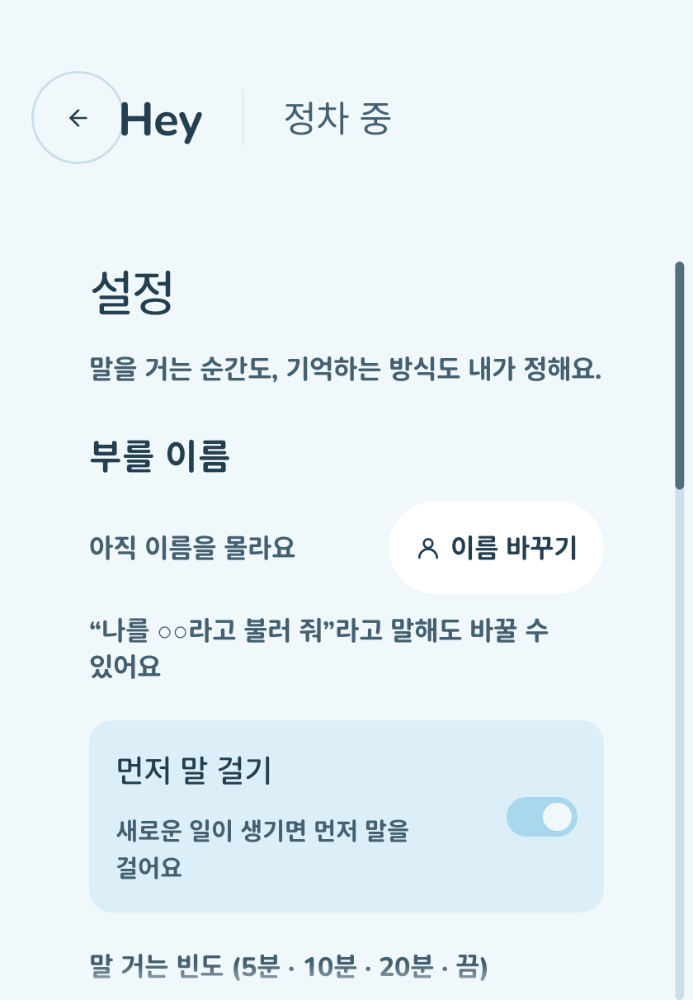 Hey
정차 중
설정
말을 거는 순간도, 기억하는 방식도 내가 정해요.
부를 이름
아직 이름을 몰라요
이름 바꾸기
“나를 ○○라고 불러 줘”라고 말해도 바꿀 수
있어요
먼저 말 걸기
새로운 일이 생기면 먼저 말을
걸어요
말 거는 빈도 (5분 · 10분 · 20분 · 끔)